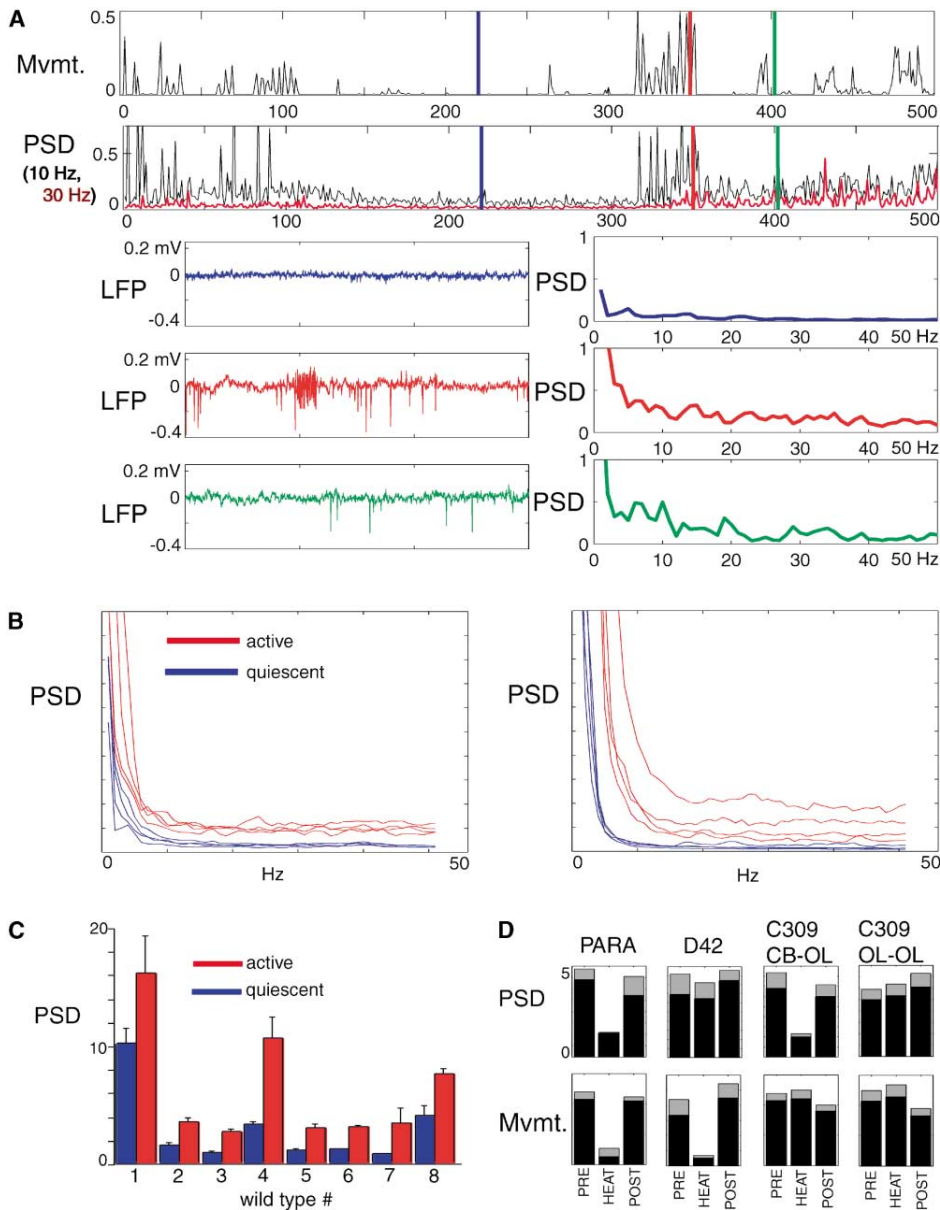 A
Mvmt.
0.5
0
0 100 200 300 400 500
PSD
(10 Hz,
30 Hz)
0.5
0
0 100 200 300 400 500
LFP
0.2 mV
0
-0.4
PSD
1
0
0 10 20 30 40 50 Hz
LFP
0.2 mV
0
-0.4
PSD
1
0
0 10 20 30 40 50 Hz
LFP
0.2 mV
0
-0.4
PSD
1
0
0 10 20 30 40 50 Hz
B
PSD
active
quiescent
0 50
Hz
PSD
0 50
Hz
C
PSD
20
10
0
active
quiescent
1 2 3 4 5 6 7 8
wild type #
D
PARA D42 C309 CB-OL C309 OL-OL
PSD
5
0
Mvmt.
PRE HEAT POST PRE HEAT POST PRE HEAT POST PRE HEAT POST